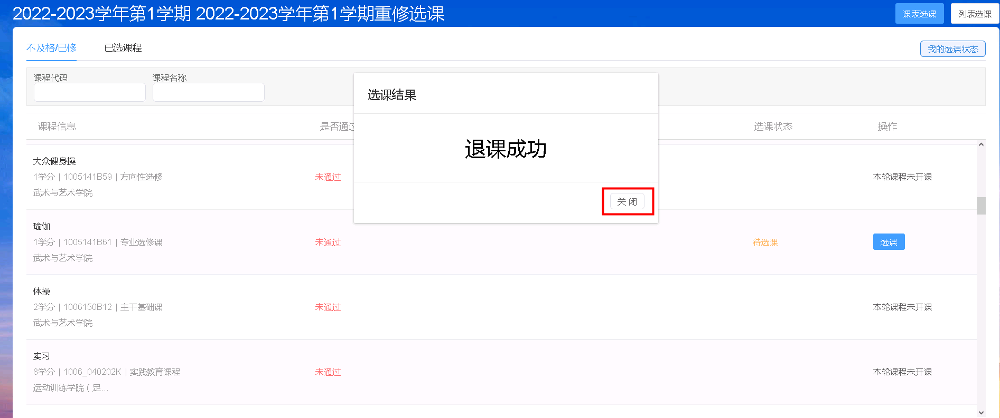 2022-2023学年第1学期 2022-2023学年第1学期重修选课
课表选课
列表选课
不及格/已修
已选课程
我的选课状态
课程代码
课程名称
选课结果
课程信息
是否通过
选课状态
操作
退课成功
关 闭
大众健身操
1学分 | 1005141B59 | 方向性选修
武术与艺术学院
未通过
本轮课程未开课
瑜伽
1学分 | 1005141B61 | 专业选修课
武术与艺术学院
未通过
待选课
选课
体操
2学分 | 1006150B12 | 主干基础课
武术与艺术学院
未通过
本轮课程未开课
实习
8学分 | 1006_040202K | 实践教育课程
运动训练学院（足...
未通过
本轮课程未开课